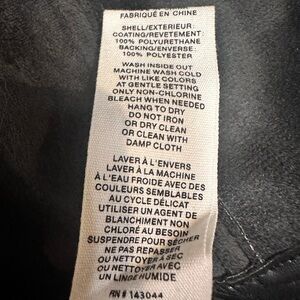 FABRIQUÉ EN CHINE
SHELL/EXTERIEUR:
COATING/REVETEMENT:
100% POLYURETHANE
BACKING/ENVERSE:
100% POLYESTER
WASH INSIDE OUT
MACHINE WASH COLD
WITH LIKE COLORS
AT GENTLE SETTING
ONLY NON-CHLORINE
BLEACH WHEN NEEDED
HANG TO DRY
DO NOT IRON
OR DRY CLEAN
OR CLEAN WITH
DAMP CLOTH
LAVER À L'ENVERS
LAVER À LA MACHINE
À L'EAU FROIDE AVEC DES
COULEURS SEMBLABLES
AU CYCLE DÉLICAT
UTILISER UN AGENT DE
BLANCHIMENT NON
CHLORÉ AU BESOIN
SUSPENDRE POUR SÉCHER
NE PAS REPASSER
OU NETTOYER À SEC
OU NETTOYER AVEC
UN LINGE HUMIDE
RN# 143044